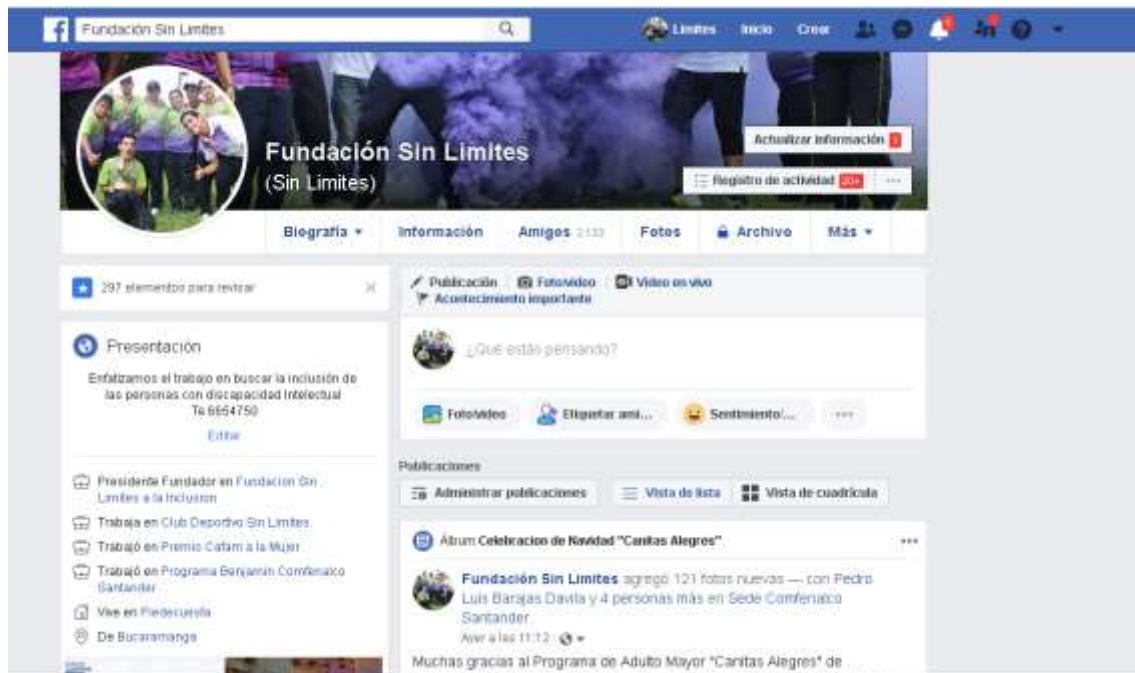 Fundación Sin Limites
Limites Inicio Crear
Fundación Sin Limites
(Sin Limites)
Actualizar información
Registro de actividad 20+
Biografía Información Amigos Fotos Archivo Más
297 elementos para revisar
Presentación
Enfatizamos el trabajo en buscar la inclusión de
las personas con discapacidad Intelectual
Te 6654750
Editar
Presidente Fundador en Fundacion Sin
Limites a la Inclusion
Trabaja en Club Deportivo Sin Limites
Trabajó en Premio Cafam a la Mujer
Trabajó en Programa Benjamin Comfenalco
Santander
Vive en Piedecuesta
De Bucaramanga
Publicación Foto/video Video en vivo
Acontecimiento importante
¿Qué estás pensando?
Foto/video Etiquetar ami... Sentimiento/...
Publicaciones
Administrar publicaciones Vista de lista Vista de cuadrícula
Álbum Celebracion de Navidad "Canitas Alegres"
Fundación Sin Limites agregó 121 fotos nuevas — con Pedro
Luis Barajas Davila y 4 personas más en Sede Comfenalco
Santander.
Ayer a las 11:12
Muchas gracias al Programa de Adulto Mayor "Canitas Alegres" de